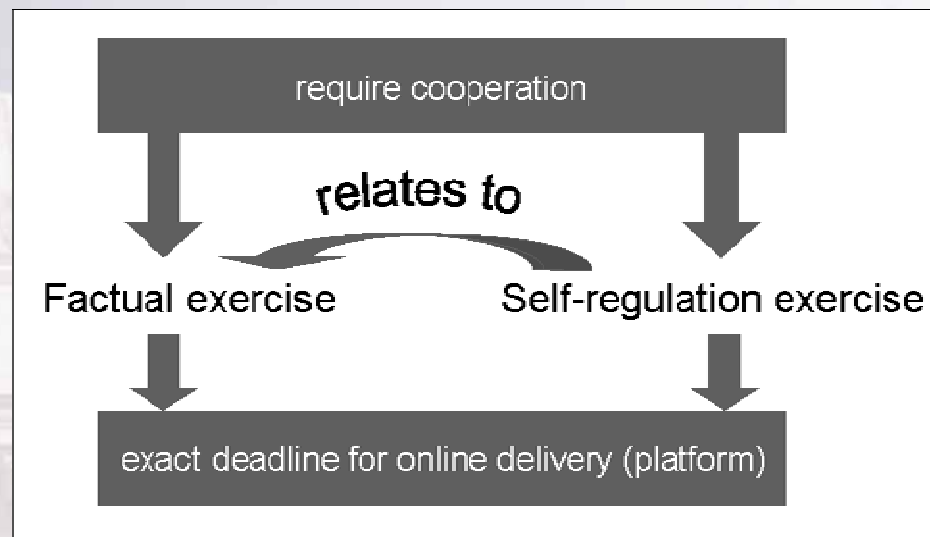 require cooperation
relates to
Factual exercise
Self-regulation exercise
exact deadline for online delivery (platform)